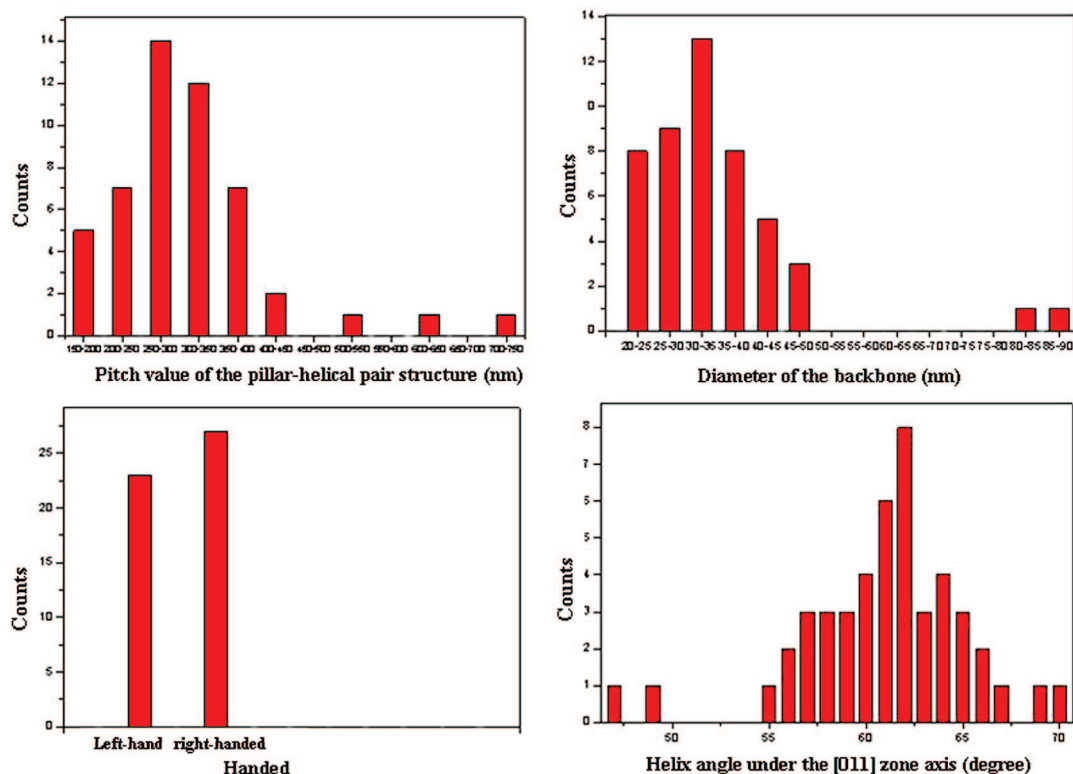 14
12
10
8
6
4
2
0
Counts
150-200 200-250 250-300 300-350 350-400 400-450 450-500 500-550 550-600 600-650 650-700 700-750
Pitch value of the pillar-helical pair structure (nm)
14
12
10
8
6
4
2
0
Counts
20-25 25-30 30-35 35-40 40-45 45-50 50-55 55-60 60-65 65-70 70-75 75-80 80-85 85-90
Diameter of the backbone (nm)
25
20
15
10
5
0
Counts
Left-hand right-handed
Handed
8
7
6
5
4
3
2
1
0
Counts
50 55 60 65 70
Helix angle under the [011] zone axis (degree)